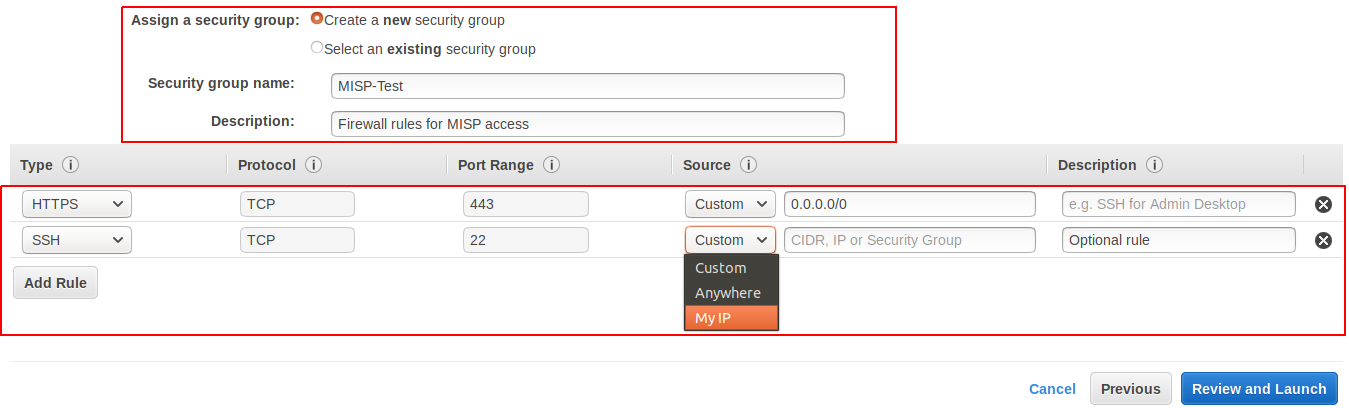 Assign a security group: Create a new security group
Select an existing security group
Security group name: MISP-Test
Description: Firewall rules for MISP access
Type i Protocol i Port Range i Source i Description i
HTTPS TCP 443 Custom 0.0.0.0/0 e.g. SSH for Admin Desktop
SSH TCP 22 Custom CIDR, IP or Security Group Optional rule
Custom
Anywhere
My IP
Add Rule
Cancel Previous Review and Launch